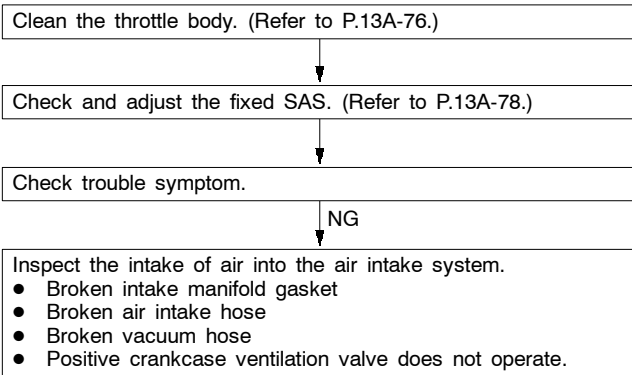 Clean the throttle body. (Refer to P.13A-76.)
Check and adjust the fixed SAS. (Refer to P.13A-78.)
Check trouble symptom.
NG
Inspect the intake of air into the air intake system.
● Broken intake manifold gasket
● Broken air intake hose
● Broken vacuum hose
● Positive crankcase ventilation valve does not operate.